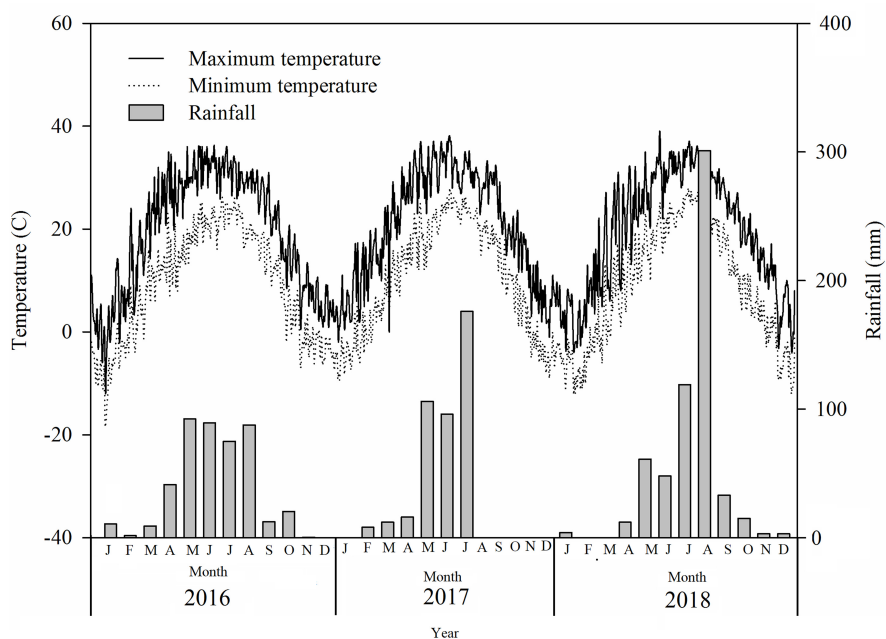 60
40
20
0
-20
-40
Temperature (C)
Maximum temperature
Minimum temperature
Rainfall
400
300
200
100
0
Rainfall (mm)
J F M A M J J A S O N D
J F M A M J J A S O N D
J F M A M J J A S O N D
Month
Month
Month
2016
2017
2018
Year